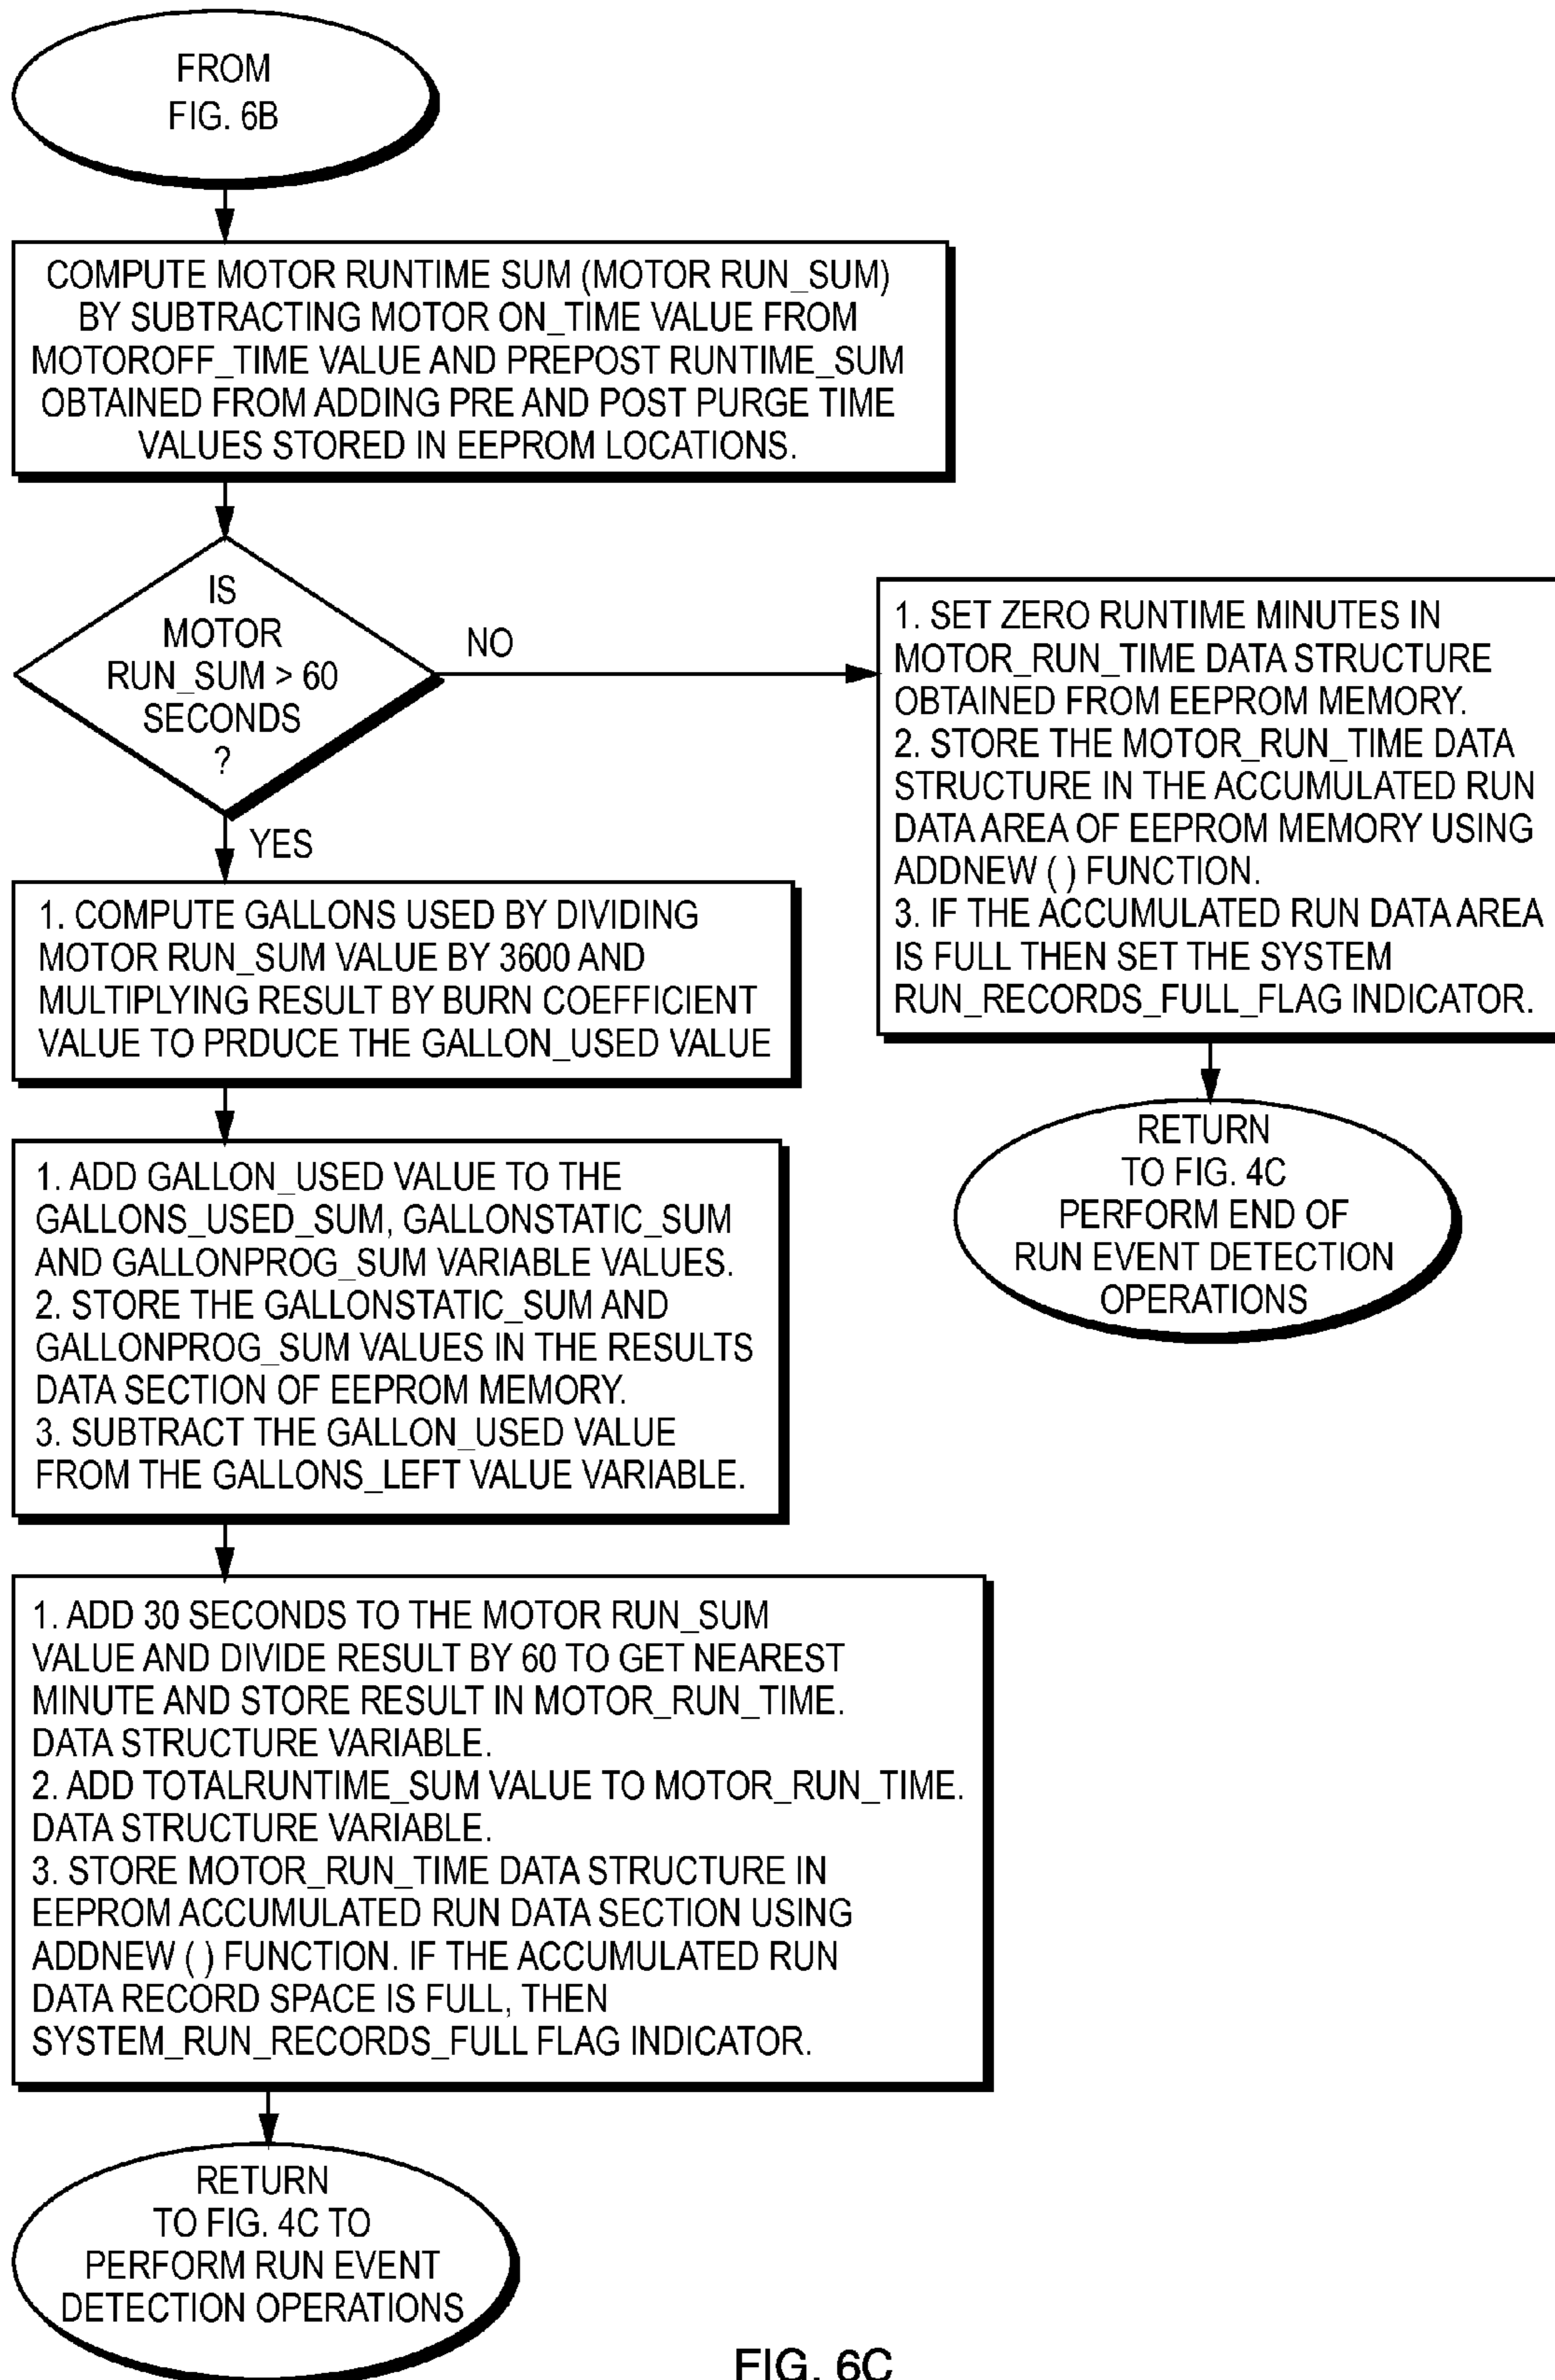 FROM
FIG. 6B
COMPUTE MOTOR RUNTIME SUM (MOTOR RUN_SUM)
BY SUBTRACTING MOTOR ON_TIME VALUE FROM
MOTOROFF_TIME VALUE AND PREPOST RUNTIME_SUM
OBTAINED FROM ADDING PRE AND POST PURGE TIME
VALUES STORED IN EEPROM LOCATIONS.
IS
MOTOR
RUN_SUM > 60
SECONDS
?
NO
YES
1. SET ZERO RUNTIME MINUTES IN
MOTOR_RUN_TIME DATA STRUCTURE
OBTAINED FROM EEPROM MEMORY.
2. STORE THE MOTOR_RUN_TIME DATA
STRUCTURE IN THE ACCUMULATED RUN
DATA AREA OF EEPROM MEMORY USING
ADDNEW ( ) FUNCTION.
3. IF THE ACCUMULATED RUN DATA AREA
IS FULL THEN SET THE SYSTEM
RUN_RECORDS_FULL_FLAG INDICATOR.
RETURN
TO FIG. 4C
PERFORM END OF
RUN EVENT DETECTION
OPERATIONS
1. COMPUTE GALLONS USED BY DIVIDING
MOTOR RUN_SUM VALUE BY 3600 AND
MULTIPLYING RESULT BY BURN COEFFICIENT
VALUE TO PRDUCE THE GALLON_USED VALUE
1. ADD GALLON_USED VALUE TO THE
GALLONS_USED_SUM, GALLONSTATIC_SUM
AND GALLONPROG_SUM VARIABLE VALUES.
2. STORE THE GALLONSTATIC_SUM AND
GALLONPROG_SUM VALUES IN THE RESULTS
DATA SECTION OF EEPROM MEMORY.
3. SUBTRACT THE GALLON_USED VALUE
FROM THE GALLONS_LEFT VALUE VARIABLE.
1. ADD 30 SECONDS TO THE MOTOR RUN_SUM
VALUE AND DIVIDE RESULT BY 60 TO GET NEAREST
MINUTE AND STORE RESULT IN MOTOR_RUN_TIME.
DATA STRUCTURE VARIABLE.
2. ADD TOTALRUNTIME_SUM VALUE TO MOTOR_RUN_TIME.
DATA STRUCTURE VARIABLE.
3. STORE MOTOR_RUN_TIME DATA STRUCTURE IN
EEPROM ACCUMULATED RUN DATA SECTION USING
ADDNEW ( ) FUNCTION. IF THE ACCUMULATED RUN
DATA RECORD SPACE IS FULL, THEN
SYSTEM_RUN_RECORDS_FULL FLAG INDICATOR.
RETURN
TO FIG. 4C TO
PERFORM RUN EVENT
DETECTION OPERATIONS
FIG. 6C